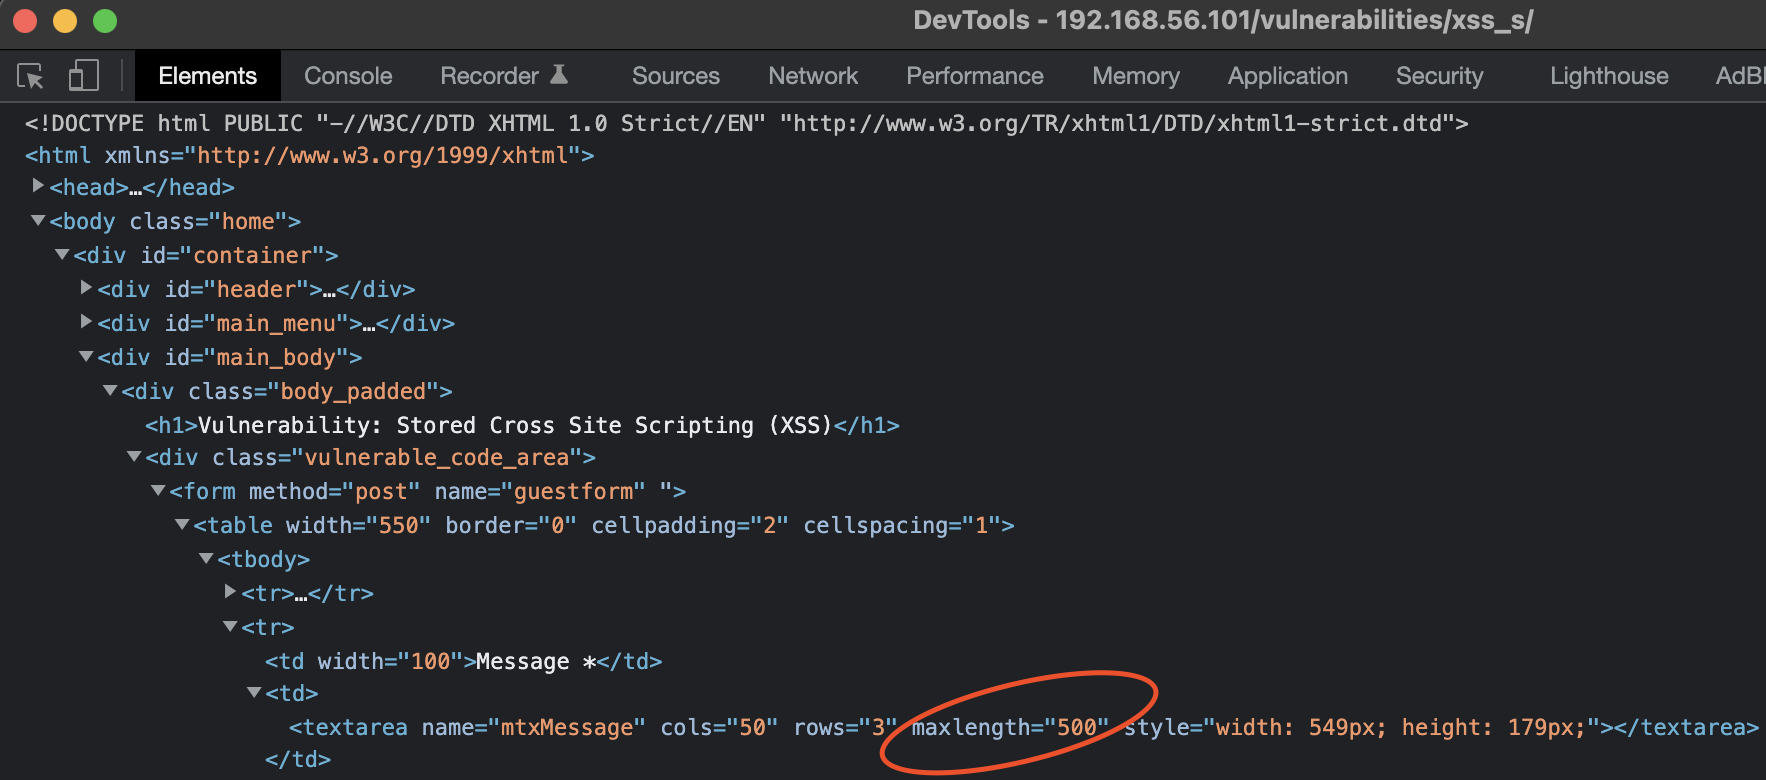 DevTools - 192.168.56.101/vulnerabilities/xss_s/
Elements Console Recorder Sources Network Performance Memory Application Security Lighthouse AdBl
<!DOCTYPE html PUBLIC "-//W3C//DTD XHTML 1.0 Strict//EN" "http://www.w3.org/TR/xhtml1/DTD/xhtml1-strict.dtd">
<html xmlns="http://www.w3.org/1999/xhtml">
<head>…</head>
<body class="home">
<div id="container">
<div id="header">…</div>
<div id="main_menu">…</div>
<div id="main_body">
<div class="body_padded">
<h1>Vulnerability: Stored Cross Site Scripting (XSS)</h1>
<div class="vulnerable_code_area">
<form method="post" name="guestform" ">
<table width="550" border="0" cellpadding="2" cellspacing="1">
<tbody>
<tr>…</tr>
<tr>
<td width="100">Message *</td>
<td>
<textarea name="mtxMessage" cols="50" rows="3" maxlength="500" style="width: 549px; height: 179px;"></textarea>
</td>